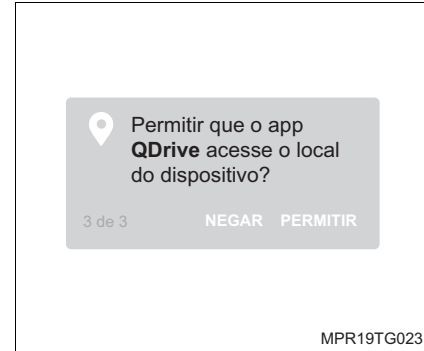 Permitir que o app
QDrive acesse o local
do dispositivo?
3 de 3 NEGAR PERMITIR
MPR19TG023